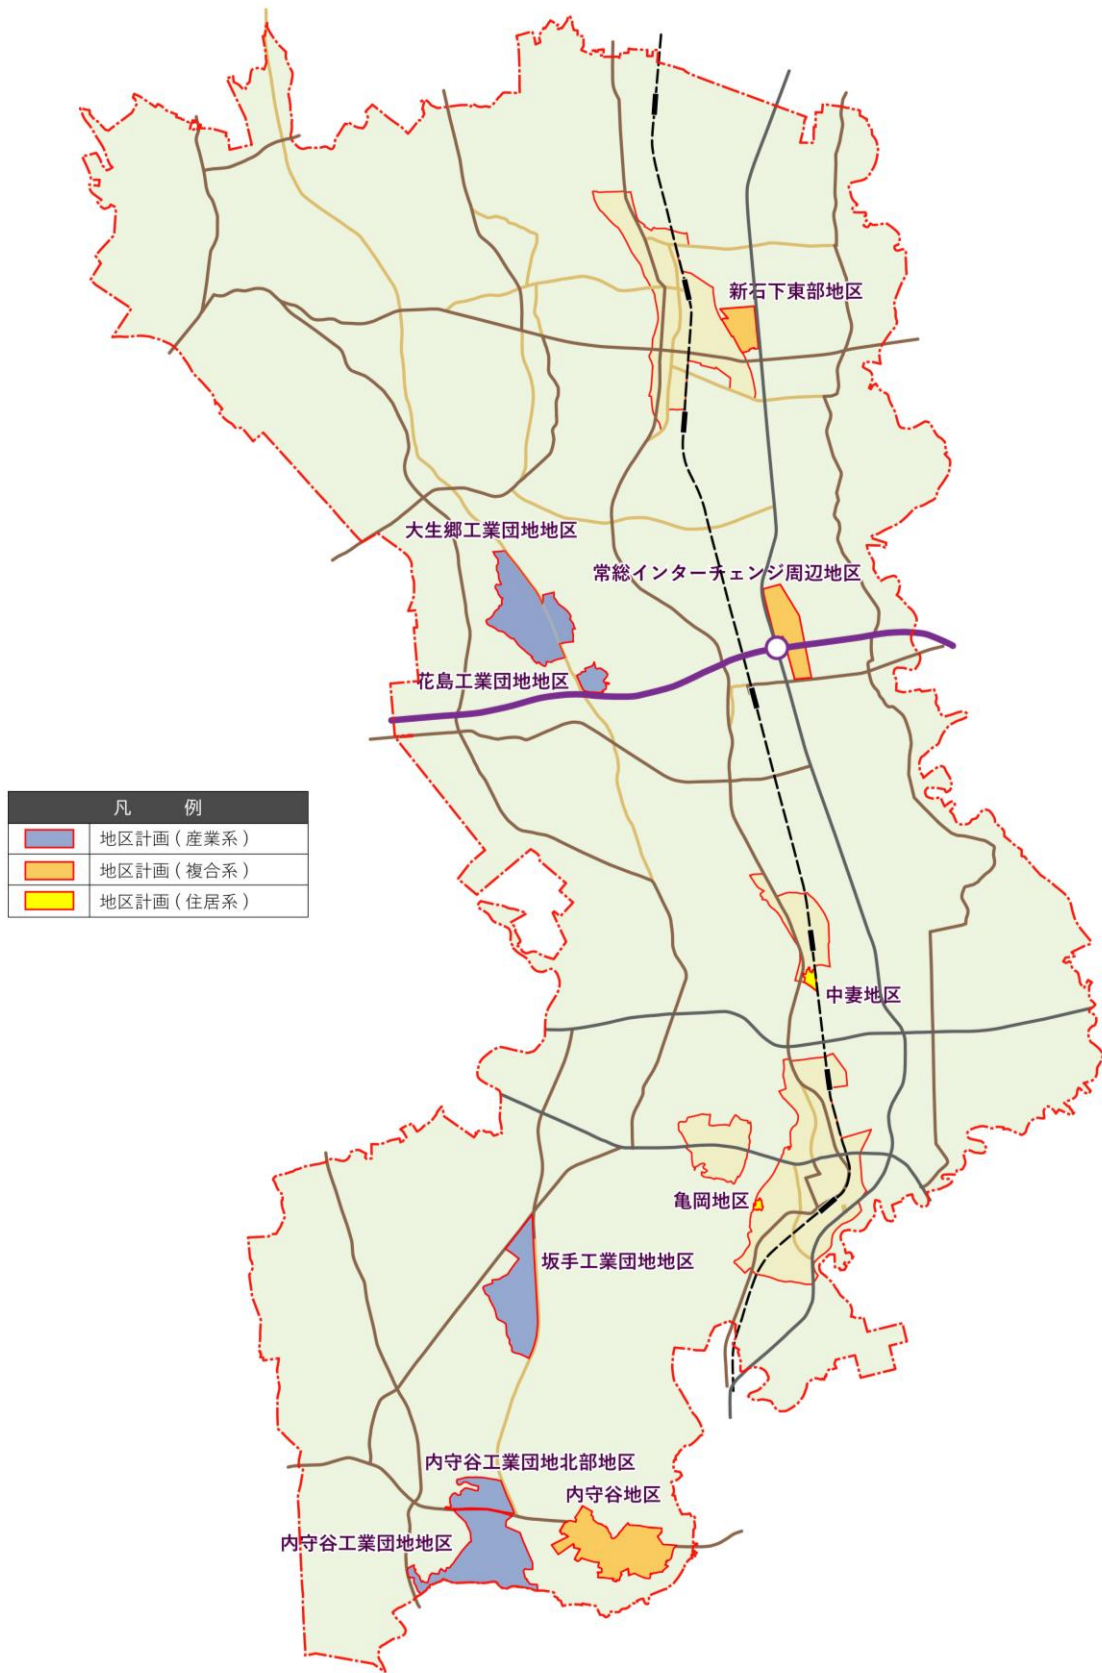 新石下東部地区
大生郷工業団地地区
常総インターチェンジ周辺地区
花島工業団地地区
凡 例
地区計画(産業系)
地区計画(複合系)
地区計画(住居系)
中妻地区
亀岡地区
坂手工業団地地区
内守谷工業団地北部地区
内守谷地区
内守谷工業団地地区